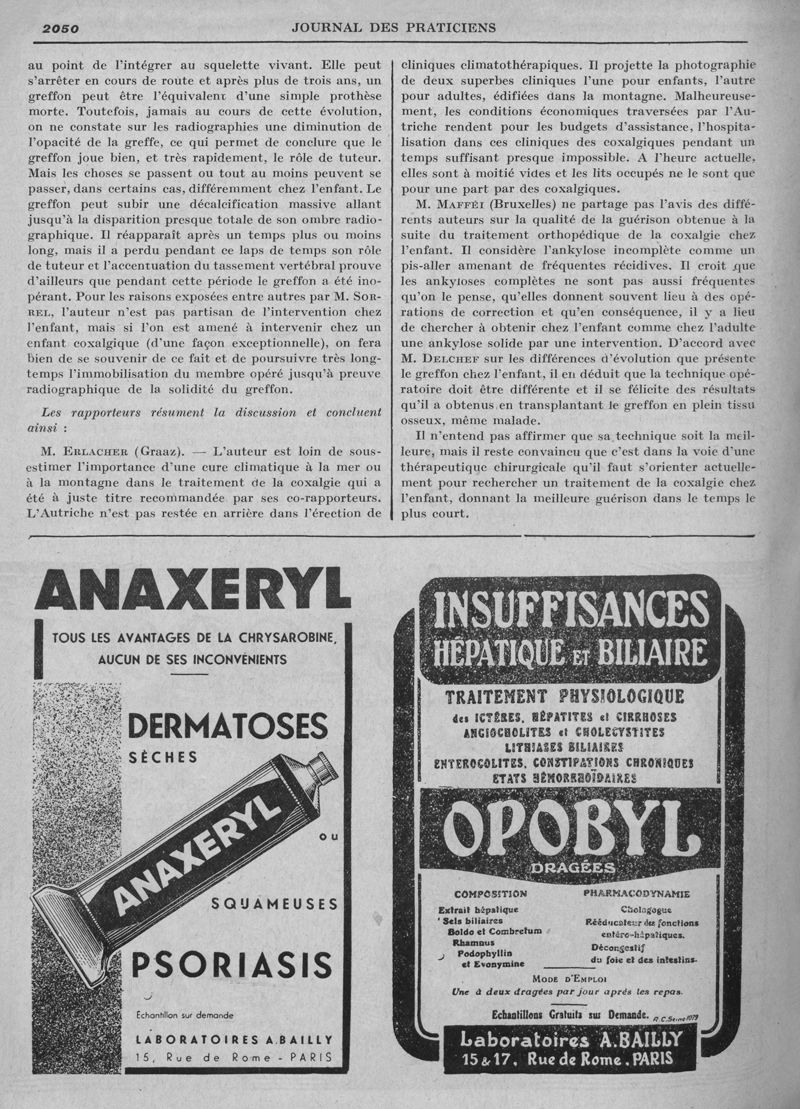 2050
JOURNAL DES PRATICIENS
au point de l'intégrer au squelette vivant. Elle peut
s'arrêter en cours de route et après plus de trois ans, un
greffon peut être l'équivalent d'une simple prothèse
morte. Toutefois, jamais au cours de cette évolution,
on ne constate sur les radiographies une diminution de
l'opacité de la greffe, ce qui permet de conclure que le
greffon joue bien, et très rapidement, le rôle de tuteur.
Mais les choses se passent ou tout au moins peuvent se
passer, dans certains cas, différemment chez l'enfant. Le
greffon peut subir une décalcification massive allant
jusqu'à la disparition presque totale de son ombre radio-
graphique. Il réapparaît après un temps plus ou moins
long, mais il a perdu pendant ce laps de temps son rôle
de tuteur et l'accentuation du tassement vertébral prouve
d'ailleurs que pendant cette période le greffon a été ino-
pérant. Pour les raisons exposées entre autres par M. SOR-
REL, l'auteur n'est pas partisan de l'intervention chez
l'enfant, mais si l'on est amené à intervenir chez un
enfant coxalgique (d'une façon exceptionnelle), on fera
bien de se souvenir de ce fait et de poursuivre très long-
temps l'immobilisation du membre opéré jusqu'à preuve
radiographique de la solidité du greffon.
Les rapporteurs résument la discussion et concluent
ainsi :
M. ERLACHER (Graaz). — L'auteur est loin de sous-
estimer l'importance d'une cure climatique à la mer ou
à la montagne dans le traitement de la coxalgie qui a
été à juste titre recommandée par ses co-rapporteurs.
L'Autriche n'est pas restée en arrière dans l'érection de
cliniques climatothérapiques. Il projette la photographie
de deux superbes cliniques l'une pour enfants, l'autre
pour adultes, édifiées dans la montagne. Malheureuse-
ment, les conditions économiques traversées par l'Au-
triche rendent pour les budgets d'assistance, l'hospita-
lisation dans ces cliniques des coxalgiques pendant un
temps suffisant presque impossible. A l'heure actuelle,
elles sont à moitié vides et les lits occupés ne le sont que
pour une part par des coxalgiques.
M. MAFFÉI (Bruxelles) ne partage pas l'avis des diffé-
rents auteurs sur la qualité de la guérison obtenue à la
suite du traitement orthopédique de la coxalgie chez
l'enfant. Il considère l'ankylose incomplète comme un
pis-aller amenant de fréquentes récidives. Il croit que
les ankyloses complètes ne sont pas aussi fréquentes
qu'on le pense, qu'elles donnent souvent lieu à des opé-
rations de correction et qu'en conséquence, il y a lieu
de chercher à obtenir chez l'enfant comme chez l'adulte
une ankylose solide par une intervention. D'accord avec
M. DELCHEF sur les différences d'évolution que présente
le greffon chez l'enfant, il en déduit que la technique opé-
ratoire doit être différente et il se félicite des résultats
qu'il a obtenus en transplantant le greffon en plein tissu
osseux, même malade.
Il n'entend pas affirmer que sa technique soit la meil-
leure, mais il reste convaincu que c'est dans la voie d'une
thérapeutique chirurgicale qu'il faut s'orienter actuelle-
ment pour rechercher un traitement de la coxalgie chez
l'enfant, donnant la meilleure guérison dans le temps le
plus court.
ANAXERYL
TOUS LES AVANTAGES DE LA CHRYSAROBINE,
AUCUN DE SES INCONVÉNIENTS
DERMATOSES
SÈCHES
ANAXERYL
ou
SQUAMEUSES
PSORIASIS
Échantillon sur demande
LABORATOIRES A. BAILLY
15, Rue de Rome - PARIS
INSUFFISANCES
HÉPATIQUE ET BILIAIRE
TRAITEMENT PHYSIOLOGIQUE
des ICTÈRES, HÉPATITES et CIRRHOSES
ANGIOCHOLITES et CHOLECYSTITES
LITHIASES BILIAIRES
ENTEROCOLITES, CONSTIPATIONS CHRONIQUES
ETATS HÉMORRHOÏDAIRES
OPOBYL
DRAGÉES
COMPOSITION
Extrait hépatique
Sels biliaires
Boldo et Combretum
Rhamnus
Podophyllin
et Evonymine
PHARMACODYNAMIE
Cholagogue
Rééducateur des fonctions
entéro-hépatiques.
Décongestif
du foie et des intestins.
MODE D'EMPLOI
Une à deux dragées par jour après les repas.
Echantillons Gratuits sur Demande. R.C. Seine 1079
Laboratoires A. BAILLY
15 & 17, Rue de Rome. PARIS